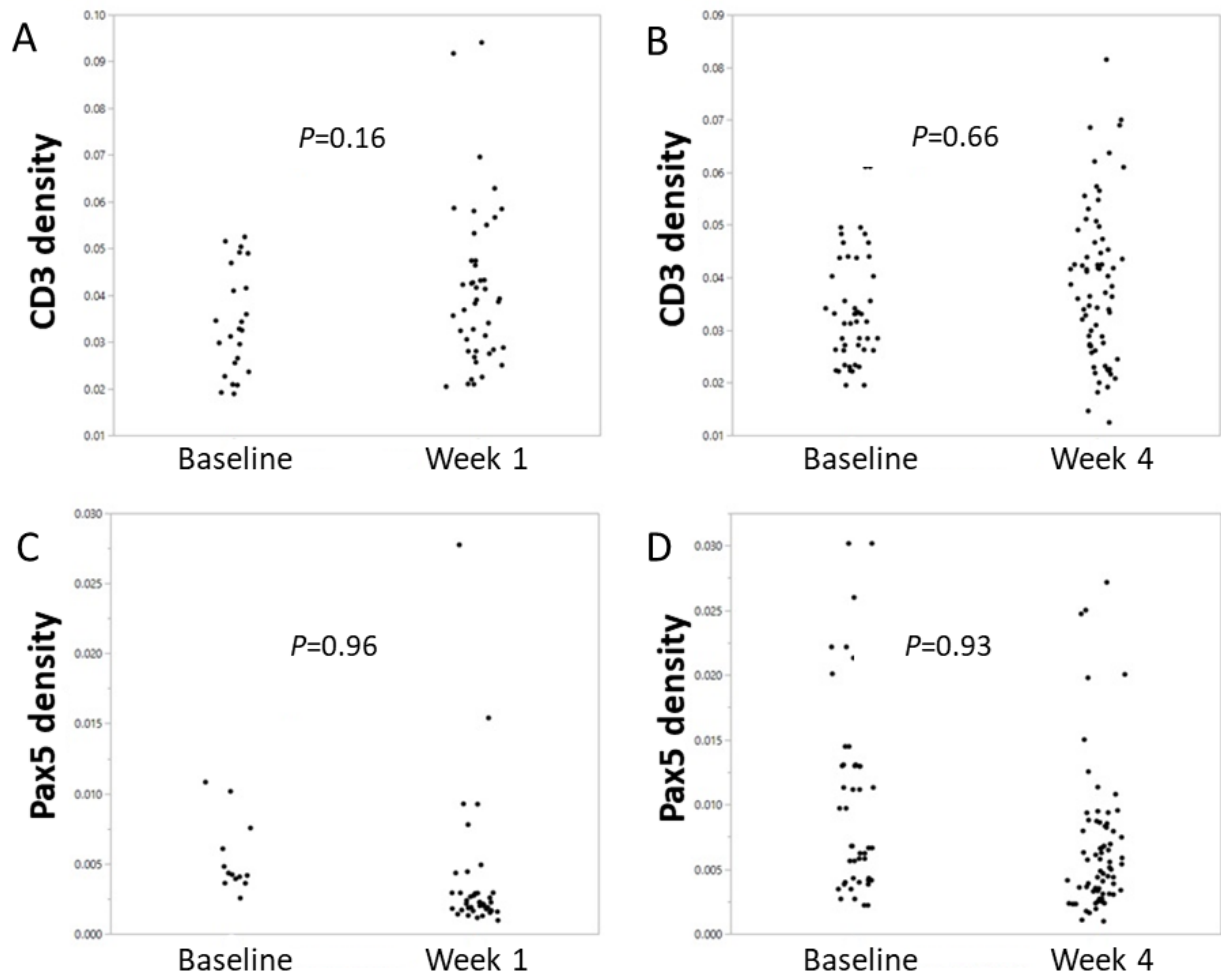 A
CD3 density
0.10
0.09
0.08
0.07
0.06
0.05
0.04
0.03
0.02
0.01
P=0.16
Baseline
Week 1
B
CD3 density
0.09
0.08
0.07
0.06
0.05
0.04
0.03
0.02
0.01
P=0.66
Baseline
Week 4
C
Pax5 density
0.030
0.025
0.020
0.015
0.010
0.005
0.000
P=0.96
Baseline
Week 1
D
Pax5 density
0.030
0.025
0.020
0.015
0.010
0.005
0.000
P=0.93
Baseline
Week 4